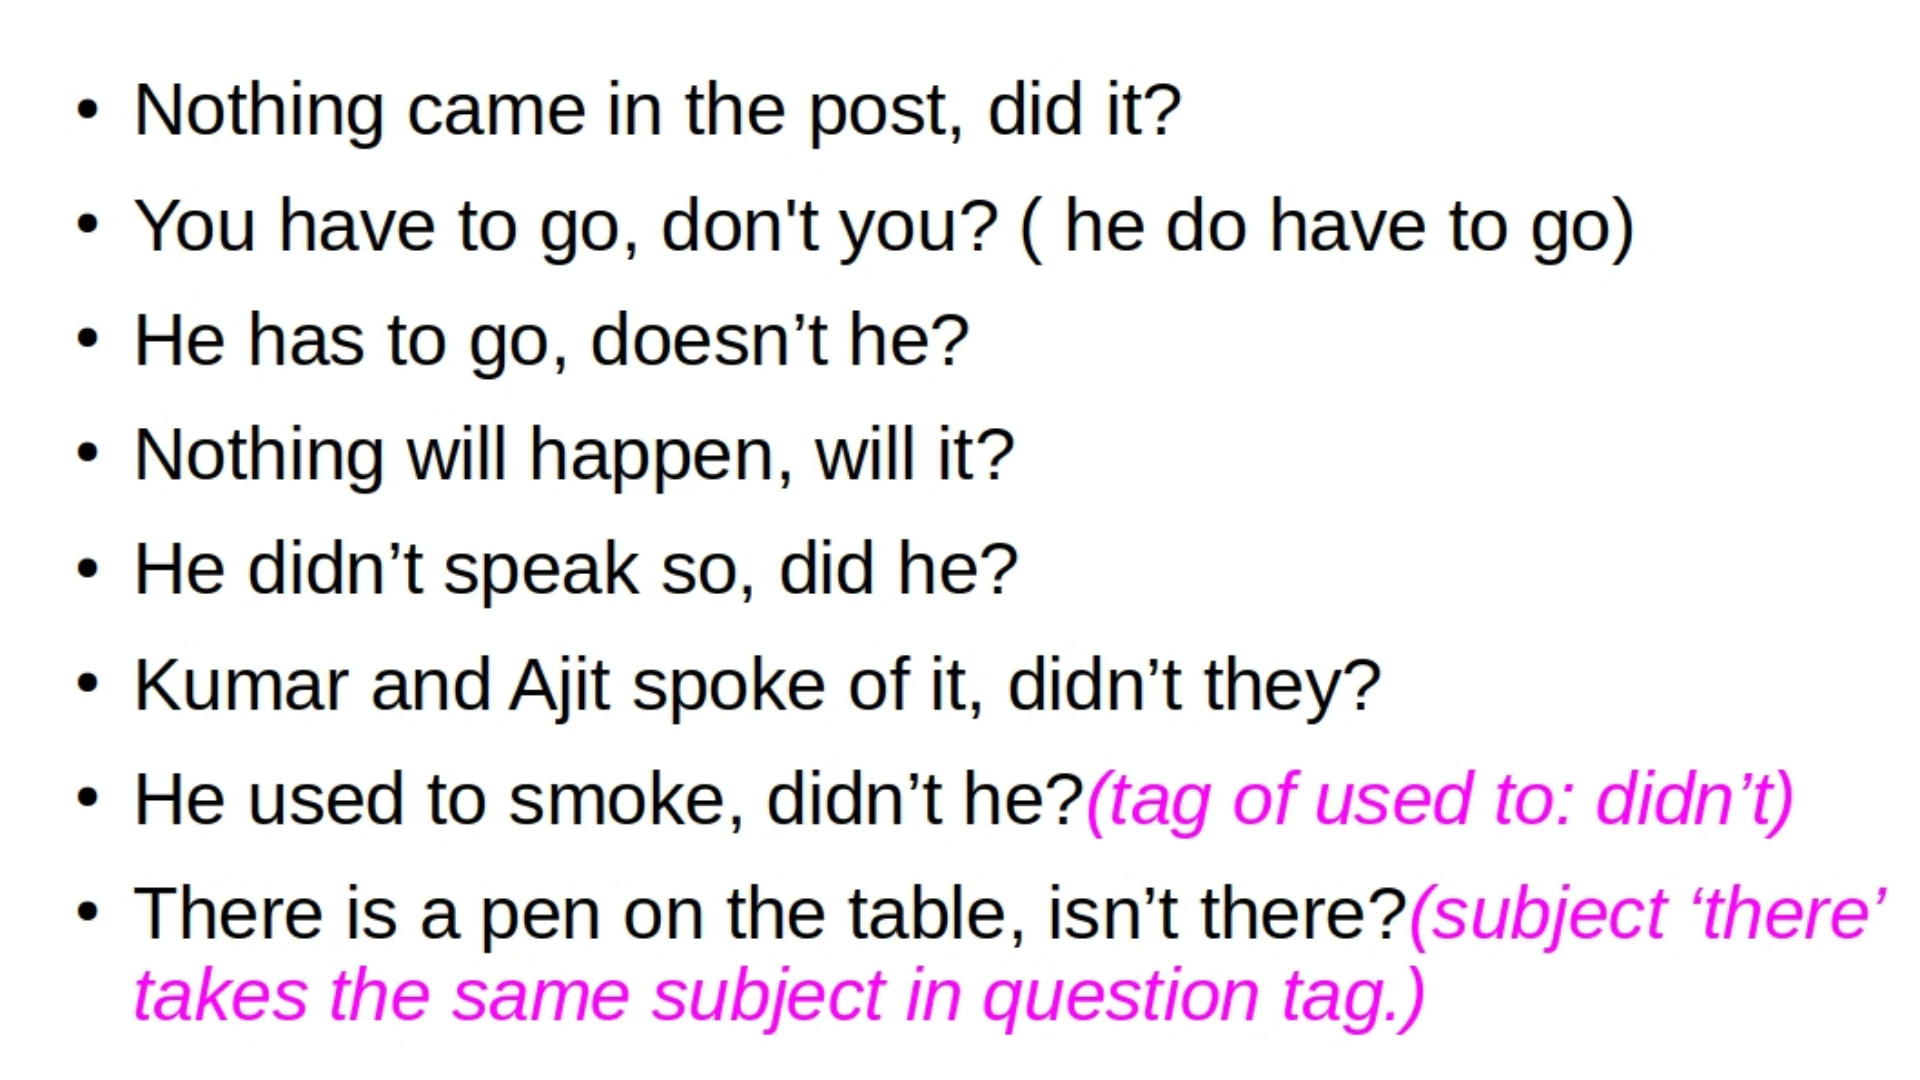 • Nothing came in the post, did it?
• You have to go, don't you? ( he do have to go)
• He has to go, doesn’t he?
• Nothing will happen, will it?
• He didn’t speak so, did he?
• Kumar and Ajit spoke of it, didn’t they?
• He used to smoke, didn’t he?(tag of used to: didn’t)
• There is a pen on the table, isn’t there?(subject ‘there’
takes the same subject in question tag.)